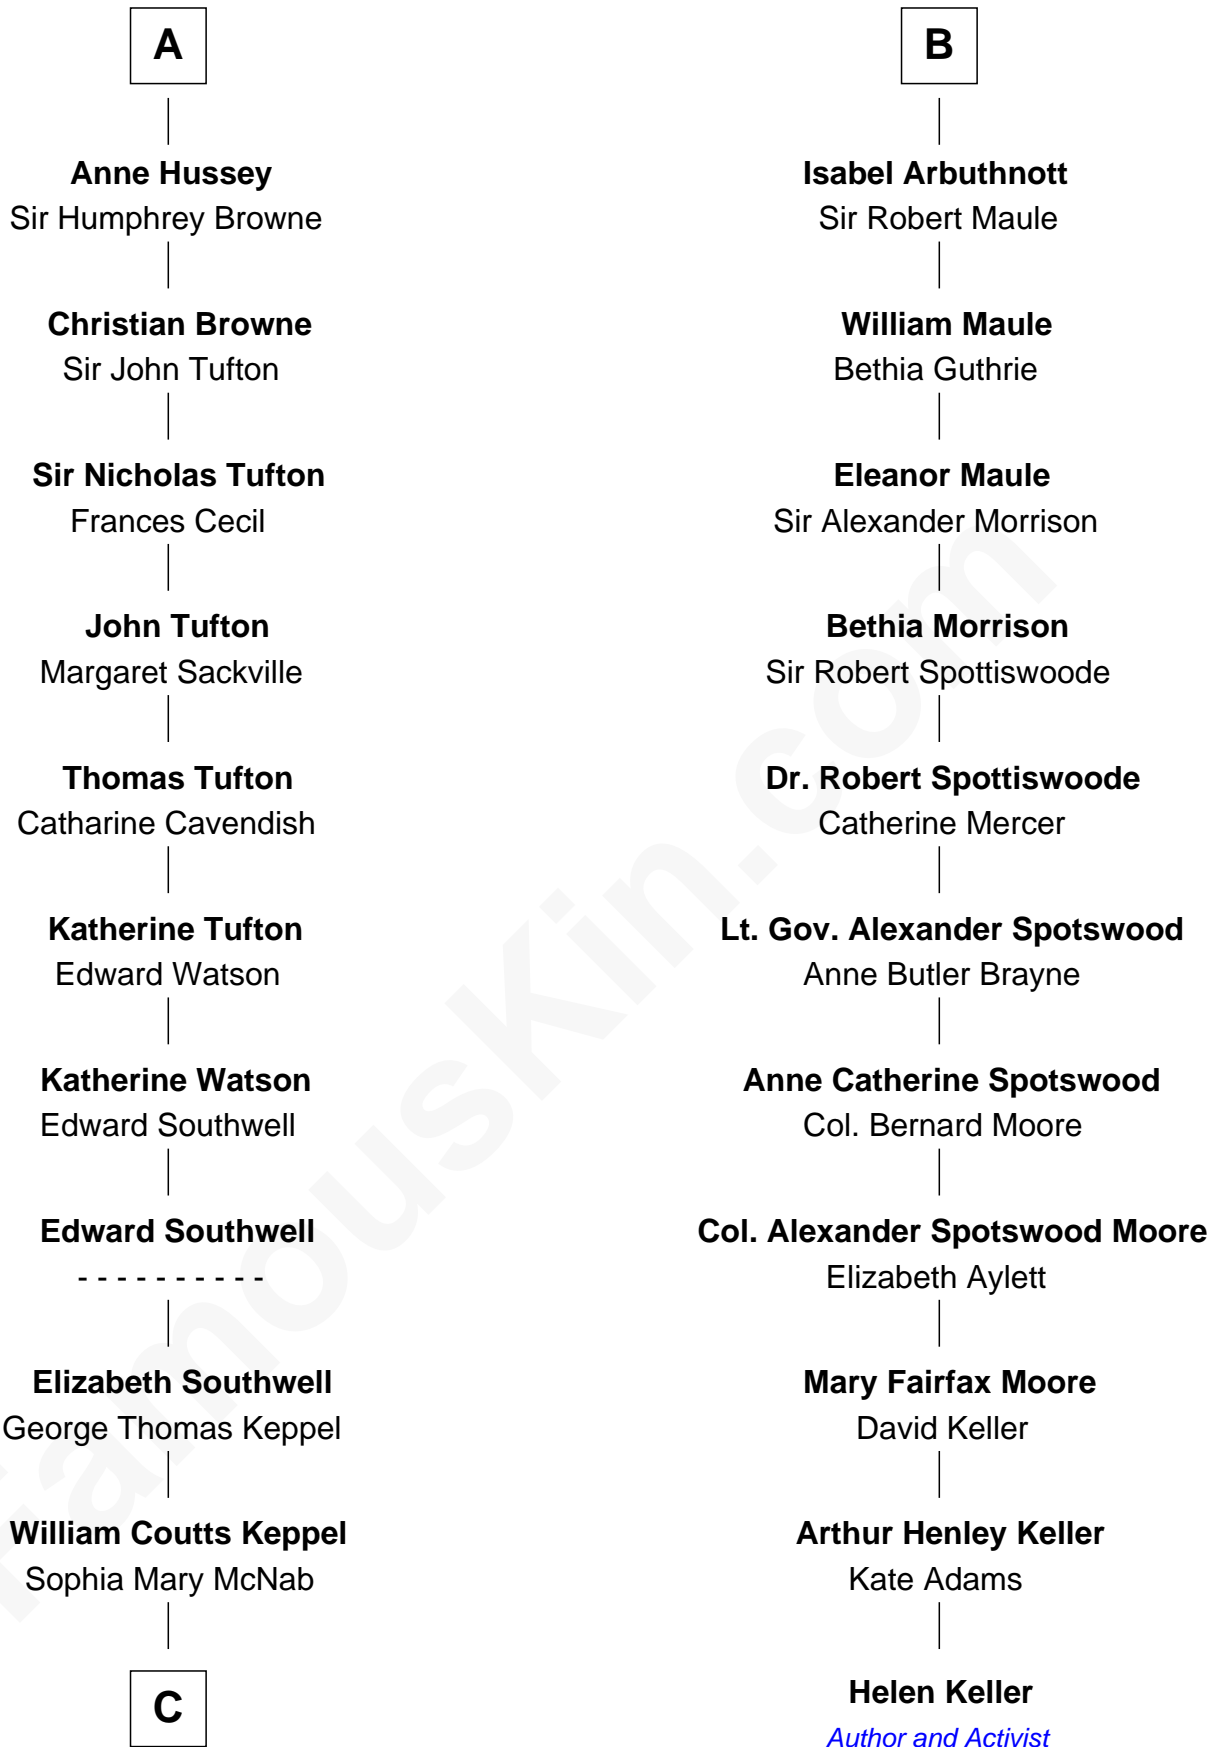 A
Anne Hussey
Sir Humphrey Browne
Christian Browne
Sir John Tufton
Sir Nicholas Tufton
Frances Cecil
John Tufton
Margaret Sackville
Thomas Tufton
Catharine Cavendish
Katherine Tufton
Edward Watson
Katherine Watson
Edward Southwell
Edward Southwell
- - - - - - - - - -
Elizabeth Southwell
George Thomas Keppel
William Coutts Keppel
Sophia Mary McNab
C
B
Isabel Arbuthnott
Sir Robert Maule
William Maule
Bethia Guthrie
Eleanor Maule
Sir Alexander Morrison
Bethia Morrison
Sir Robert Spottiswoode
Dr. Robert Spottiswoode
Catherine Mercer
Lt. Gov. Alexander Spotswood
Anne Butler Brayne
Anne Catherine Spotswood
Col. Bernard Moore
Col. Alexander Spotswood Moore
Elizabeth Aylett
Mary Fairfax Moore
David Keller
Arthur Henley Keller
Kate Adams
Helen Keller
Author and Activist
FamousKin.com